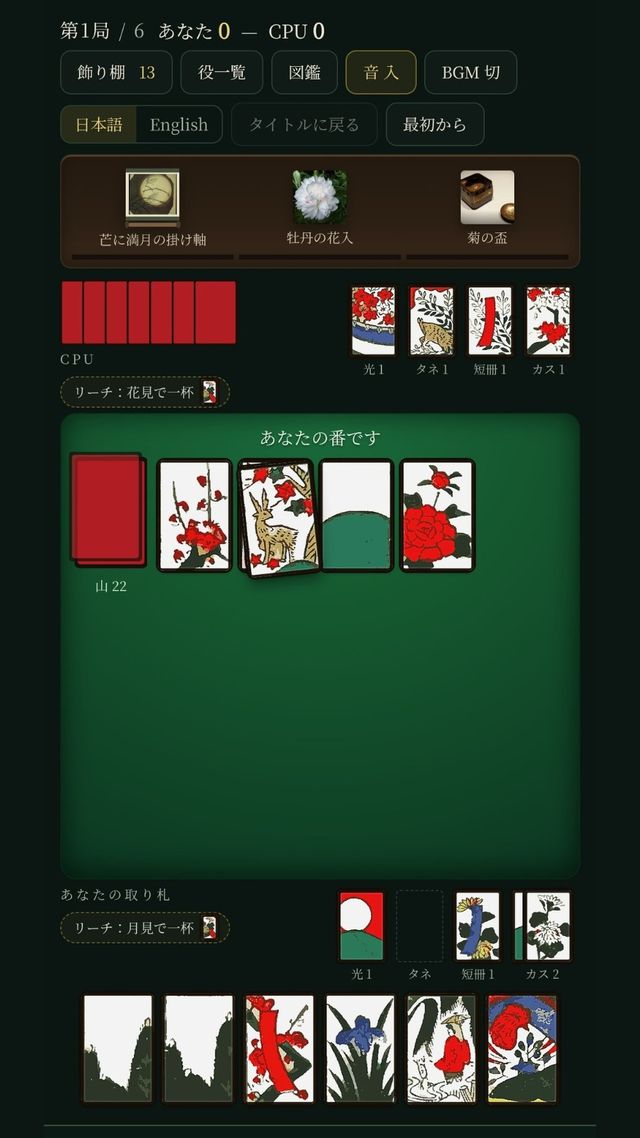 第1局 / 6 あなた 0 — CPU 0
飾り棚 13 役一覧 図鑑 音 入 BGM 切
日本語 English タイトルに戻る 最初から
芒に満月の掛け軸 牡丹の花入 菊の盃
CPU
光 1 タネ 1 短冊 1 カス 1
リーチ：花見で一杯
あなたの番です
山 22
あなたの取り札
リーチ：月見で一杯
光 1 タネ 短冊 1 カス 2